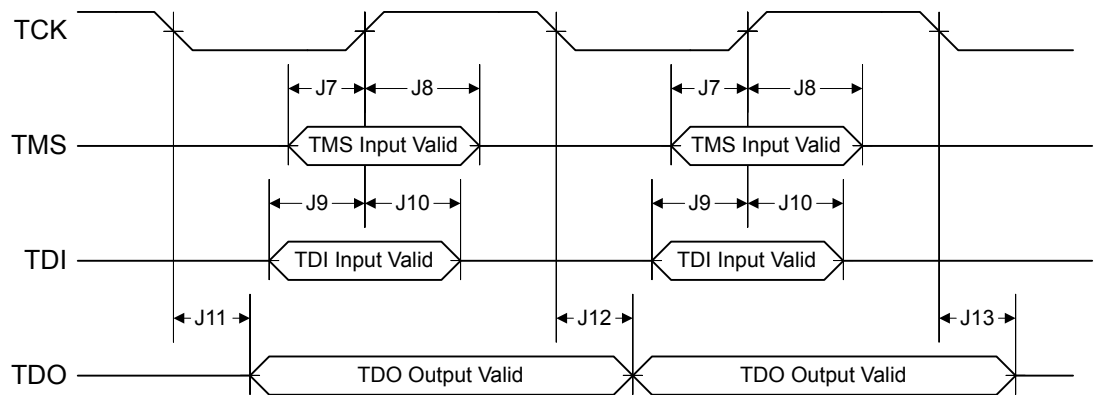 TCK
J7 J8 J7 J8
TMS TMS Input Valid TMS Input Valid
J9 J10 J9 J10
TDI TDI Input Valid TDI Input Valid
J11 J12 J13
TDO TDO Output Valid TDO Output Valid